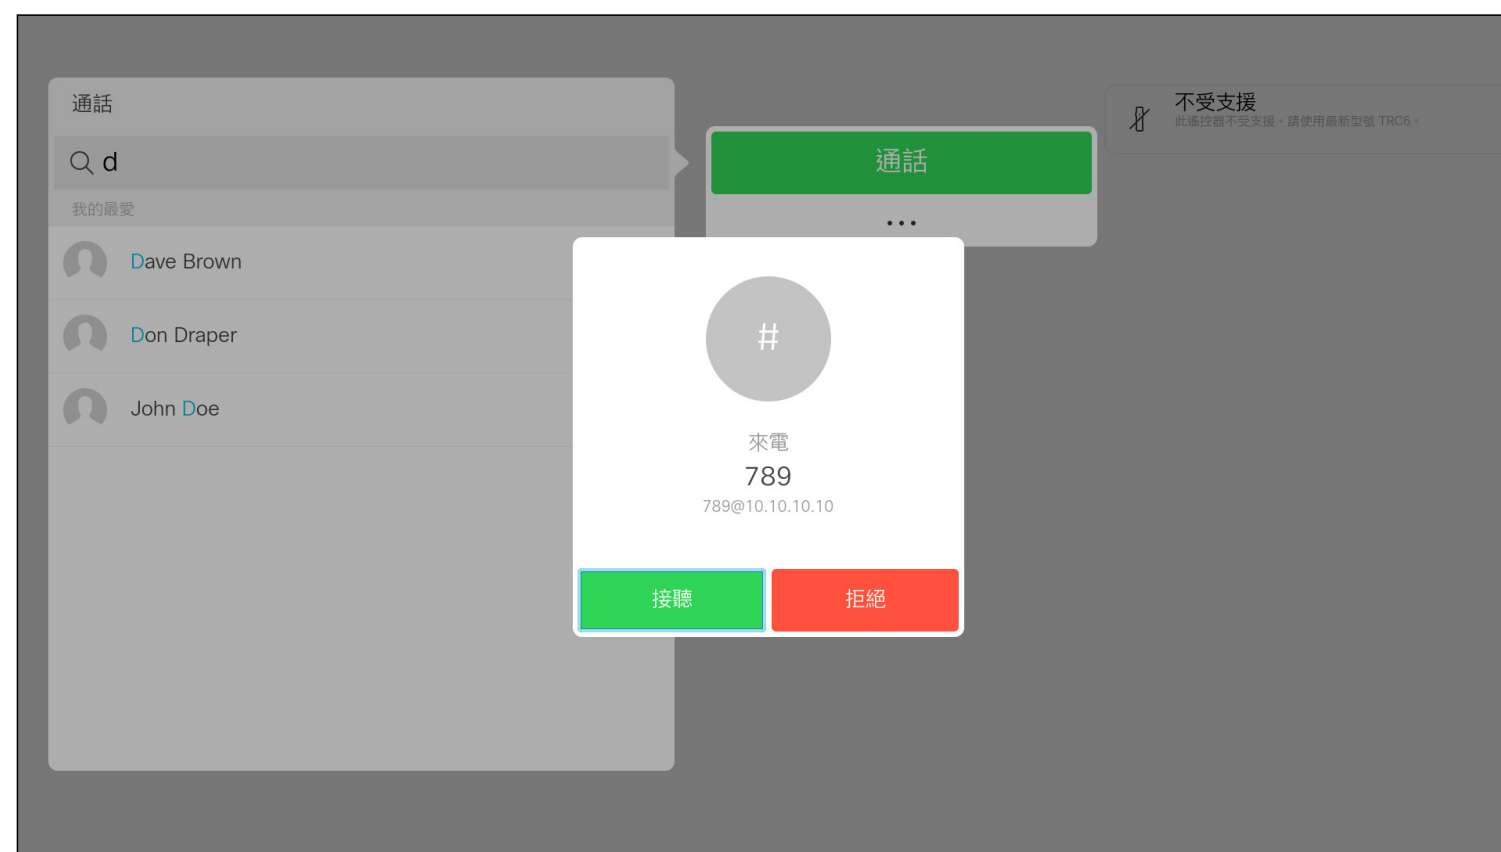 通話
d
我的最愛
Dave Brown
Don Draper
John Doe
通話
...
不受支援
此遙控器不受支援。請使用最新型號 TRC6。
#
來電
789
789@10.10.10.10
接聽
拒絕